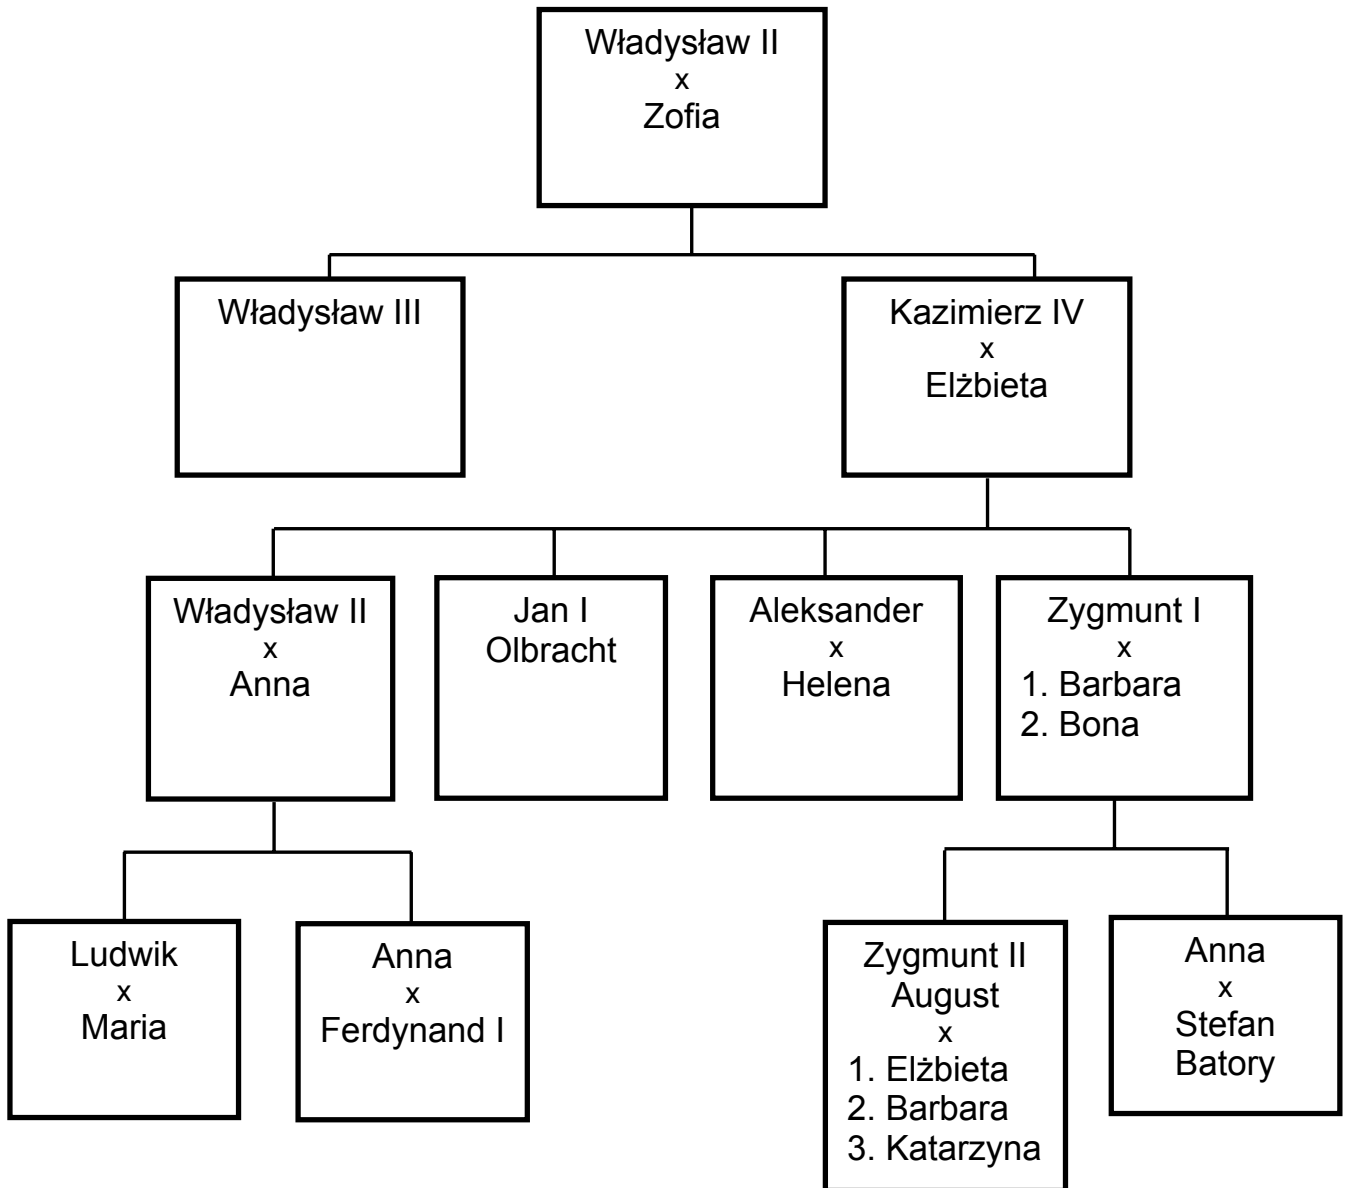 Władysław II
x
Zofia
Władysław III
Kazimierz IV
x
Elżbieta
Władysław II
x
Anna
Jan I
Olbracht
Aleksander
x
Helena
Zygmunt I
x
1. Barbara
2. Bona
Ludwik
x
Maria
Anna
x
Ferdynand I
Zygmunt II
August
x
1. Elżbieta
2. Barbara
3. Katarzyna
Anna
x
Stefan
Batory